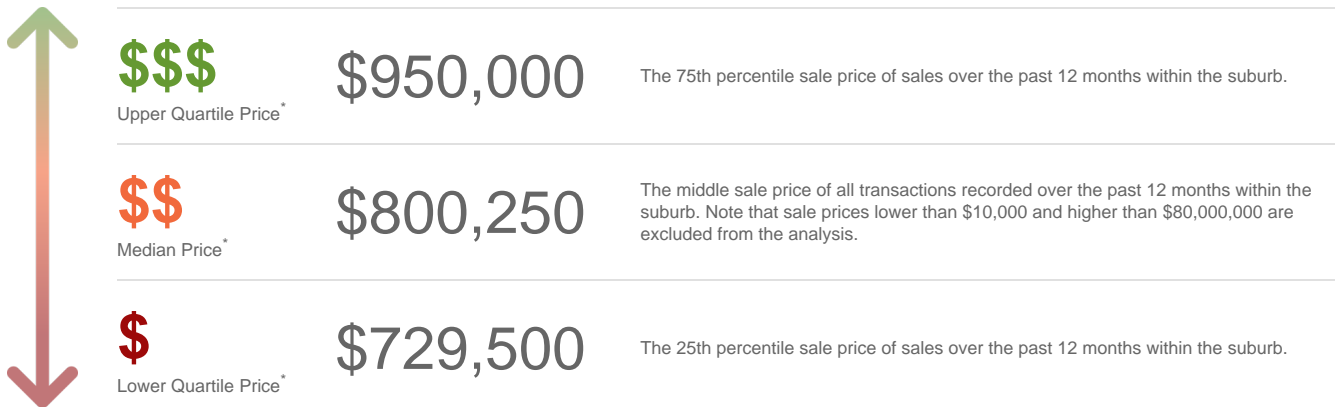 $$$
Upper Quartile Price*
$950,000
The 75th percentile sale price of sales over the past 12 months within the suburb.
$$
Median Price*
$800,250
The middle sale price of all transactions recorded over the past 12 months within the
suburb. Note that sale prices lower than $10,000 and higher than $80,000,000 are
excluded from the analysis.
$
Lower Quartile Price*
$729,500
The 25th percentile sale price of sales over the past 12 months within the suburb.